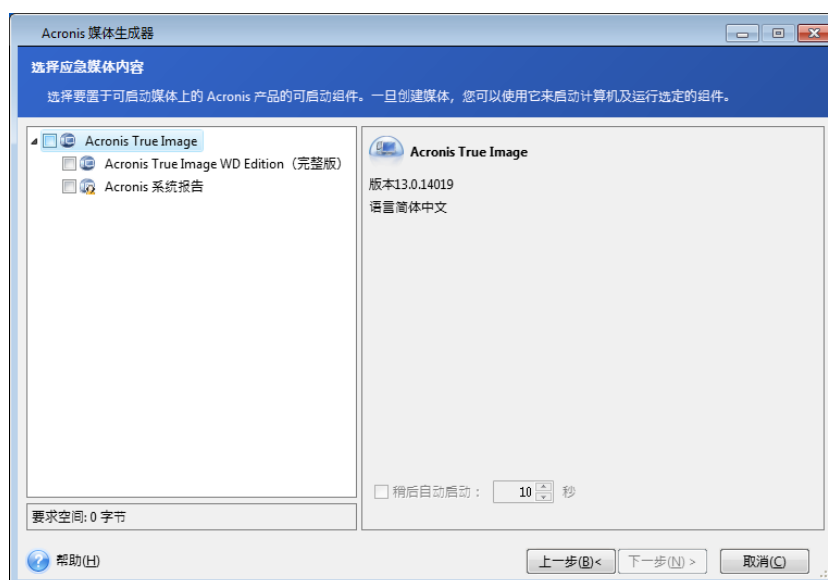 Acronis 媒体生成器
选择应急媒体内容
选择要置于可启动媒体上的 Acronis 产品的可启动组件。一旦创建媒体，您可以使用它来启动计算机及运行选定的组件。
Acronis True Image
Acronis True Image WD Edition（完整版）
Acronis 系统报告
Acronis True Image
版本13.0.14019
语言简体中文
稍后自动启动： 10 秒
要求空间: 0 字节
帮助(H)
上一步(B)< 下一步(N) > 取消(C)